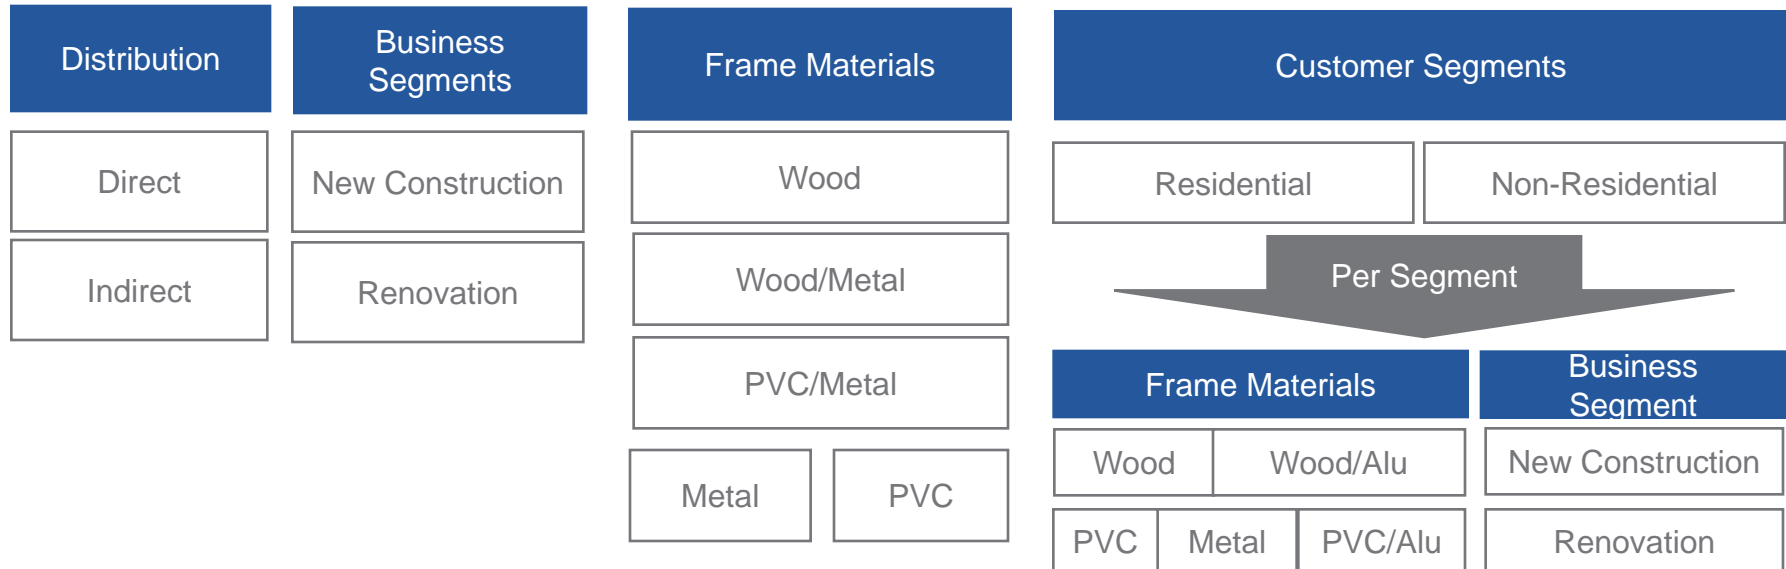 Distribution
Direct
Indirect
Business
Segments
New Construction
Renovation
Frame Materials
Wood
Wood/Metal
PVC/Metal
Metal
PVC
Customer Segments
Residential
Non-Residential
Per Segment
Frame Materials
Wood
Wood/Alu
PVC
Metal
PVC/Alu
Business
Segment
New Construction
Renovation